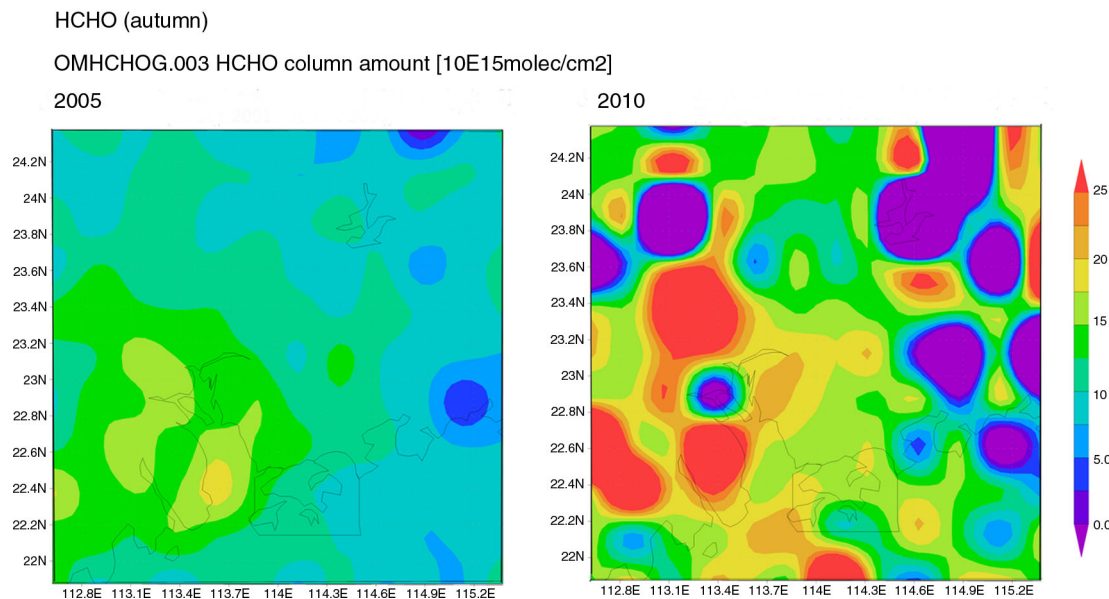 HCHO (autumn)
OMHCHOG.003 HCHO column amount [10E15molec/cm2]
2005
2010
24.2N
24N
23.8N
23.6N
23.4N
23.2N
23N
22.8N
22.6N
22.4N
22.2N
22N
112.8E 113.1E 113.4E 113.7E 114E 114.3E 114.6E 114.9E 115.2E
24.2N
24N
23.8N
23.6N
23.4N
23.2N
23N
22.8N
22.6N
22.4N
22.2N
22N
112.8E 113.1E 113.4E 113.7E 114E 114.3E 114.6E 114.9E 115.2E
25
20
15
10
5.0
0.0